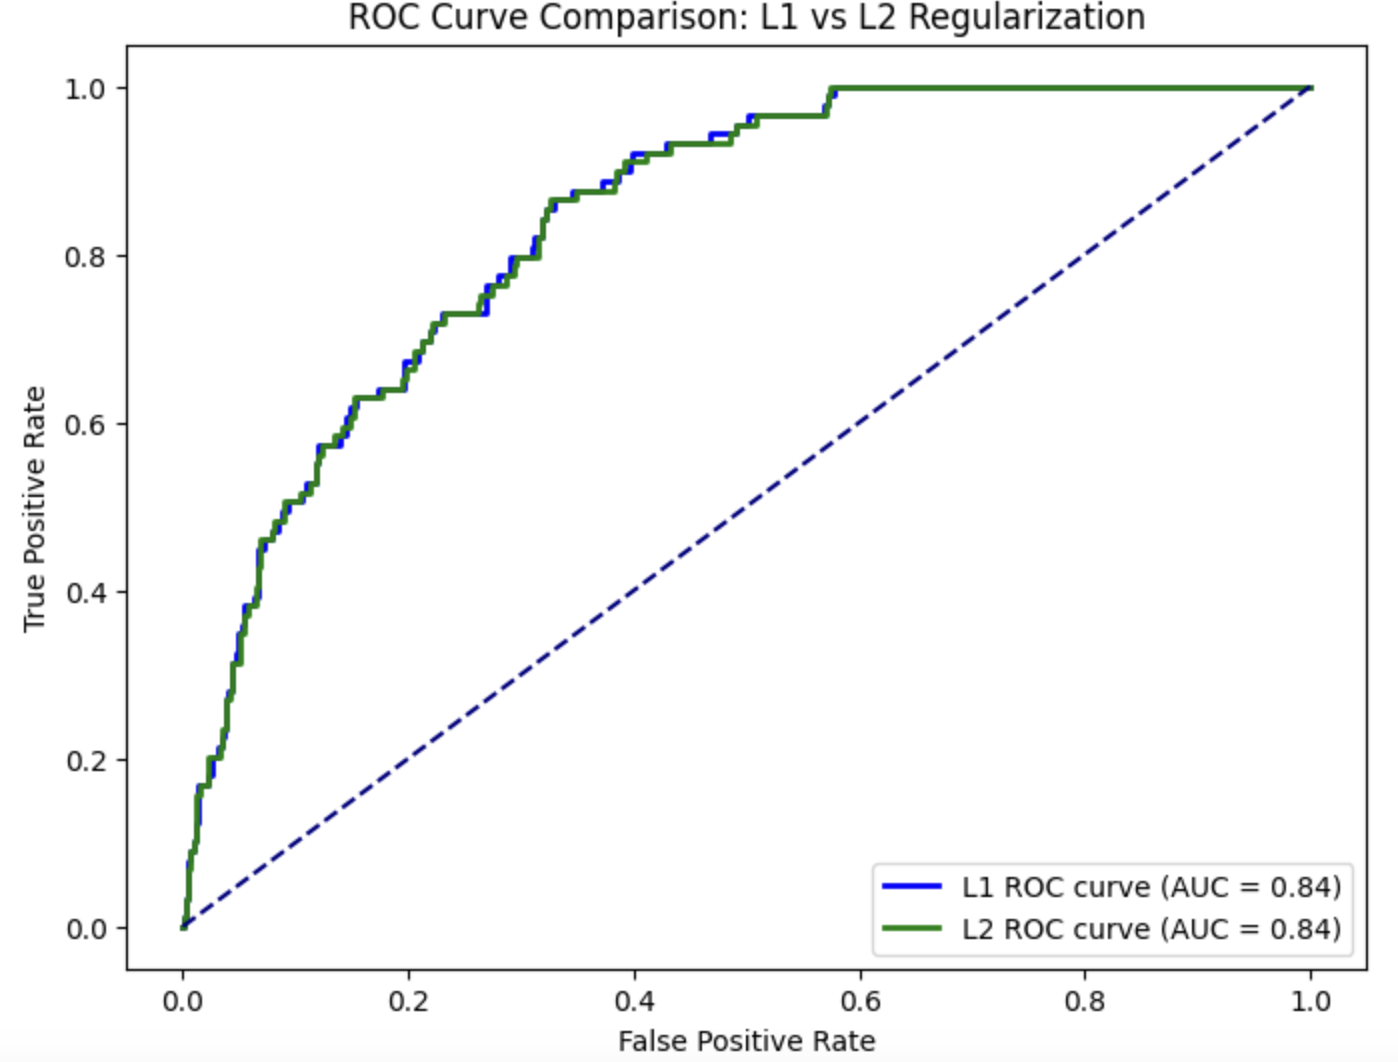 ROC Curve Comparison: L1 vs L2 Regularization
1.0
0.8
0.6
0.4
0.2
0.0
True Positive Rate
L1 ROC curve (AUC = 0.84)
L2 ROC curve (AUC = 0.84)
0.0 0.2 0.4 0.6 0.8 1.0
False Positive Rate